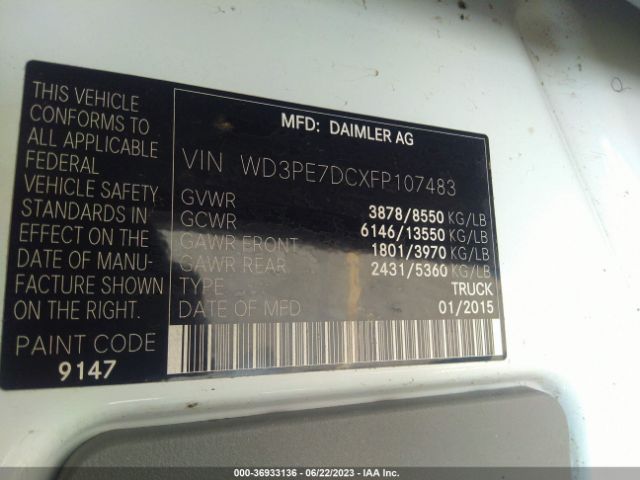 THIS VEHICLE
CONFORMS TO
ALL APPLICABLE
FEDERAL
VEHICLE SAFETY
STANDARDS IN
EFFECT ON THE
DATE OF MANU-
FACTURE SHOWN
ON THE RIGHT.
PAINT CODE
9147
MFD: DAIMLER AG
VIN WD3PE7DCXFP107483
GVWR 3878/8550 KG/LB
GCWR 6146/13550 KG/LB
GAWR FRONT 1801/3970 KG/LB
GAWR REAR 2431/5360 KG/LB
TYPE TRUCK
DATE OF MFD 01/2015
000-36933136 - 06/22/2023 - IAA Inc.